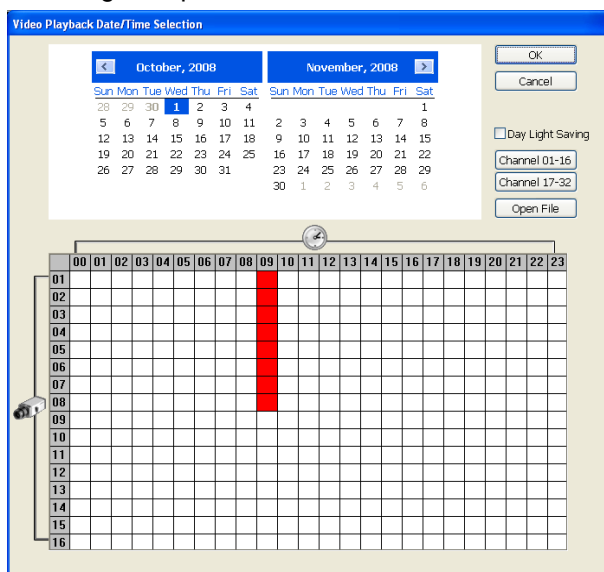 Video Playback Date/Time Selection
October, 2008 November, 2008
Sun Mon Tue Wed Thu Fri Sat Sun Mon Tue Wed Thu Fri Sat
28 29 30 1 2 3 4 1
5 6 7 8 9 10 11 2 3 4 5 6 7 8
12 13 14 15 16 17 18 9 10 11 12 13 14 15
19 20 21 22 23 24 25 16 17 18 19 20 21 22
26 27 28 29 30 31 23 24 25 26 27 28 29
30 1 2 3 4 5 6
OK
Cancel
Day Light Saving
Channel 01-16
Channel 17-32
Open File
00 01 02 03 04 05 06 07 08 09 10 11 12 13 14 15 16 17 18 19 20 21 22 23
01
02
03
04
05
06
07
08
09
10
11
12
13
14
15
16